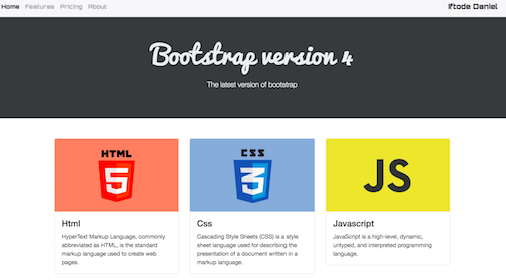 Home Features Pricing About Iftode Daniel
Bootstrap version 4
The latest version of bootstrap
HTML
5
CSS
3
JS
Html
HyperText Markup Language, commonly
abbreviated as HTML, is the standard
markup language used to create web
pages.
Css
Cascading Style Sheets (CSS) is a style
sheet language used for describing the
presentation of a document written in a
markup language.
Javascript
JavaScript is a high-level, dynamic,
untyped, and interpreted programming
language.